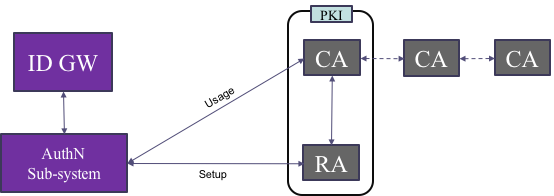 PKI
ID GW
CA
CA
CA
Usage
AuthN
Sub-system
RA
Setup